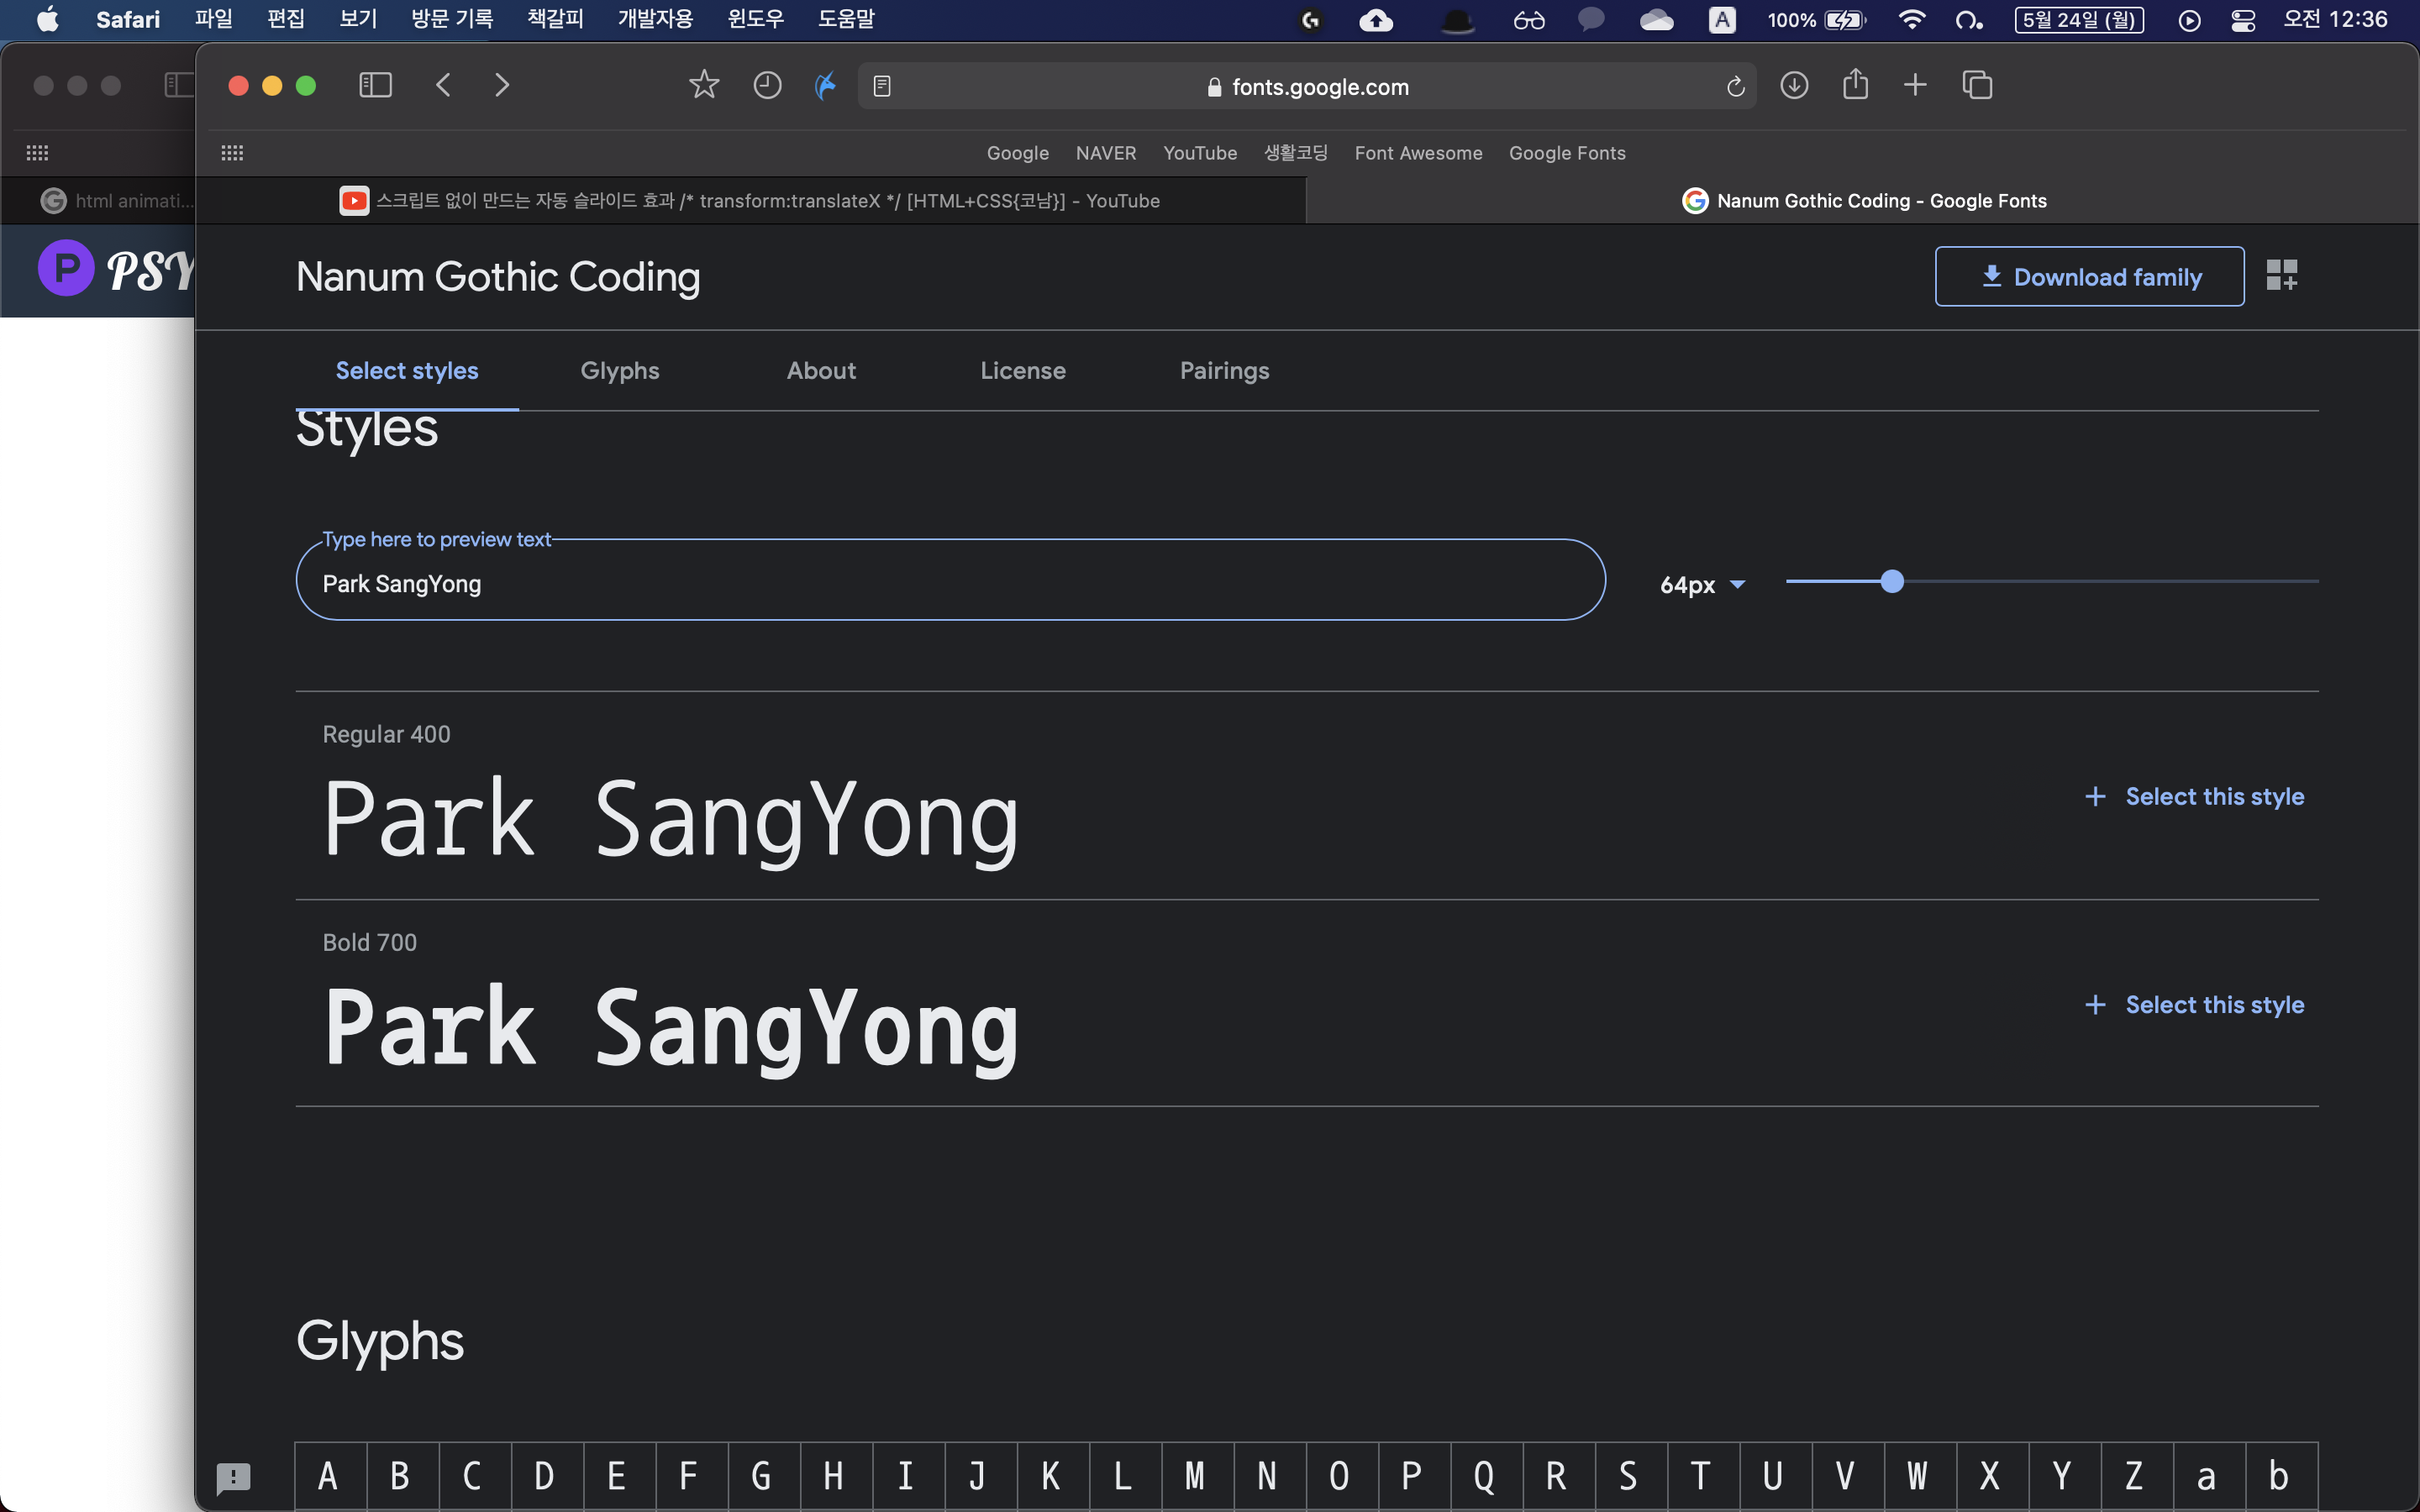 Safari 파일 편집 보기 방문 기록 책갈피 개발자용 윈도우 도움말 A 100% 5월 24일 (월) 오전 12:36
fonts.google.com
Google NAVER YouTube 생활코딩 Font Awesome Google Fonts
html animati...
스크립트 없이 만드는 자동 슬라이드 효과 /* transform:translateX */ [HTML+CSS{코남}] - YouTube
Nanum Gothic Coding - Google Fonts
P PSY
Nanum Gothic Coding
Download family
Select styles Glyphs About License Pairings
Styles
Type here to preview text
Park SangYong
64px
Regular 400
Park SangYong
Select this style
Bold 700
Park SangYong
Select this style
Glyphs
A B C D E F G H I J K L M N O P Q R S T U V W X Y Z a b